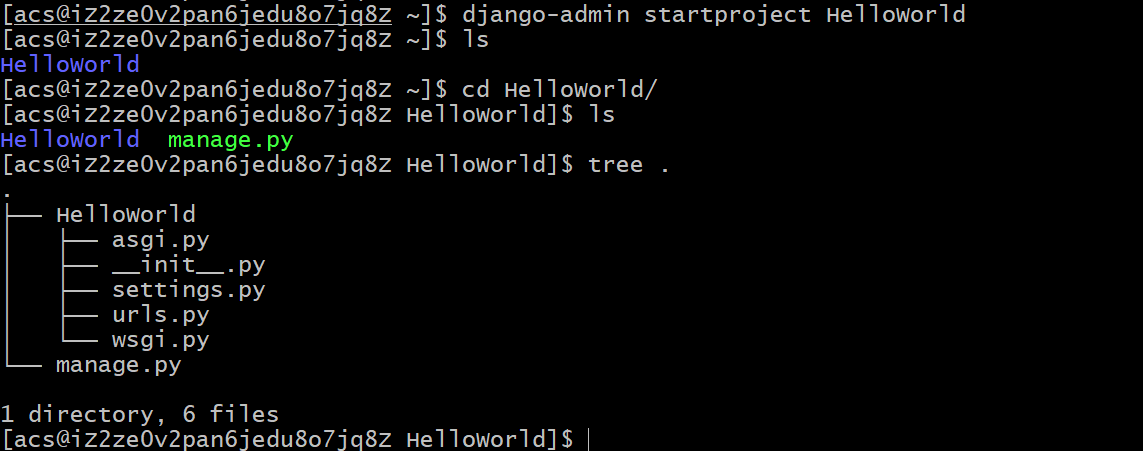 [acs@iZ2ze0v2pan6jedu8o7jq8Z ~]$ django-admin startproject HelloWorld
[acs@iZ2ze0v2pan6jedu8o7jq8Z ~]$ ls
HelloWorld
[acs@iZ2ze0v2pan6jedu8o7jq8Z ~]$ cd HelloWorld/
[acs@iZ2ze0v2pan6jedu8o7jq8Z HelloWorld]$ ls
HelloWorld  manage.py
[acs@iZ2ze0v2pan6jedu8o7jq8Z HelloWorld]$ tree .
.
├── HelloWorld
│   ├── asgi.py
│   ├── __init__.py
│   ├── settings.py
│   ├── urls.py
│   └── wsgi.py
└── manage.py
1 directory, 6 files
[acs@iZ2ze0v2pan6jedu8o7jq8Z HelloWorld]$